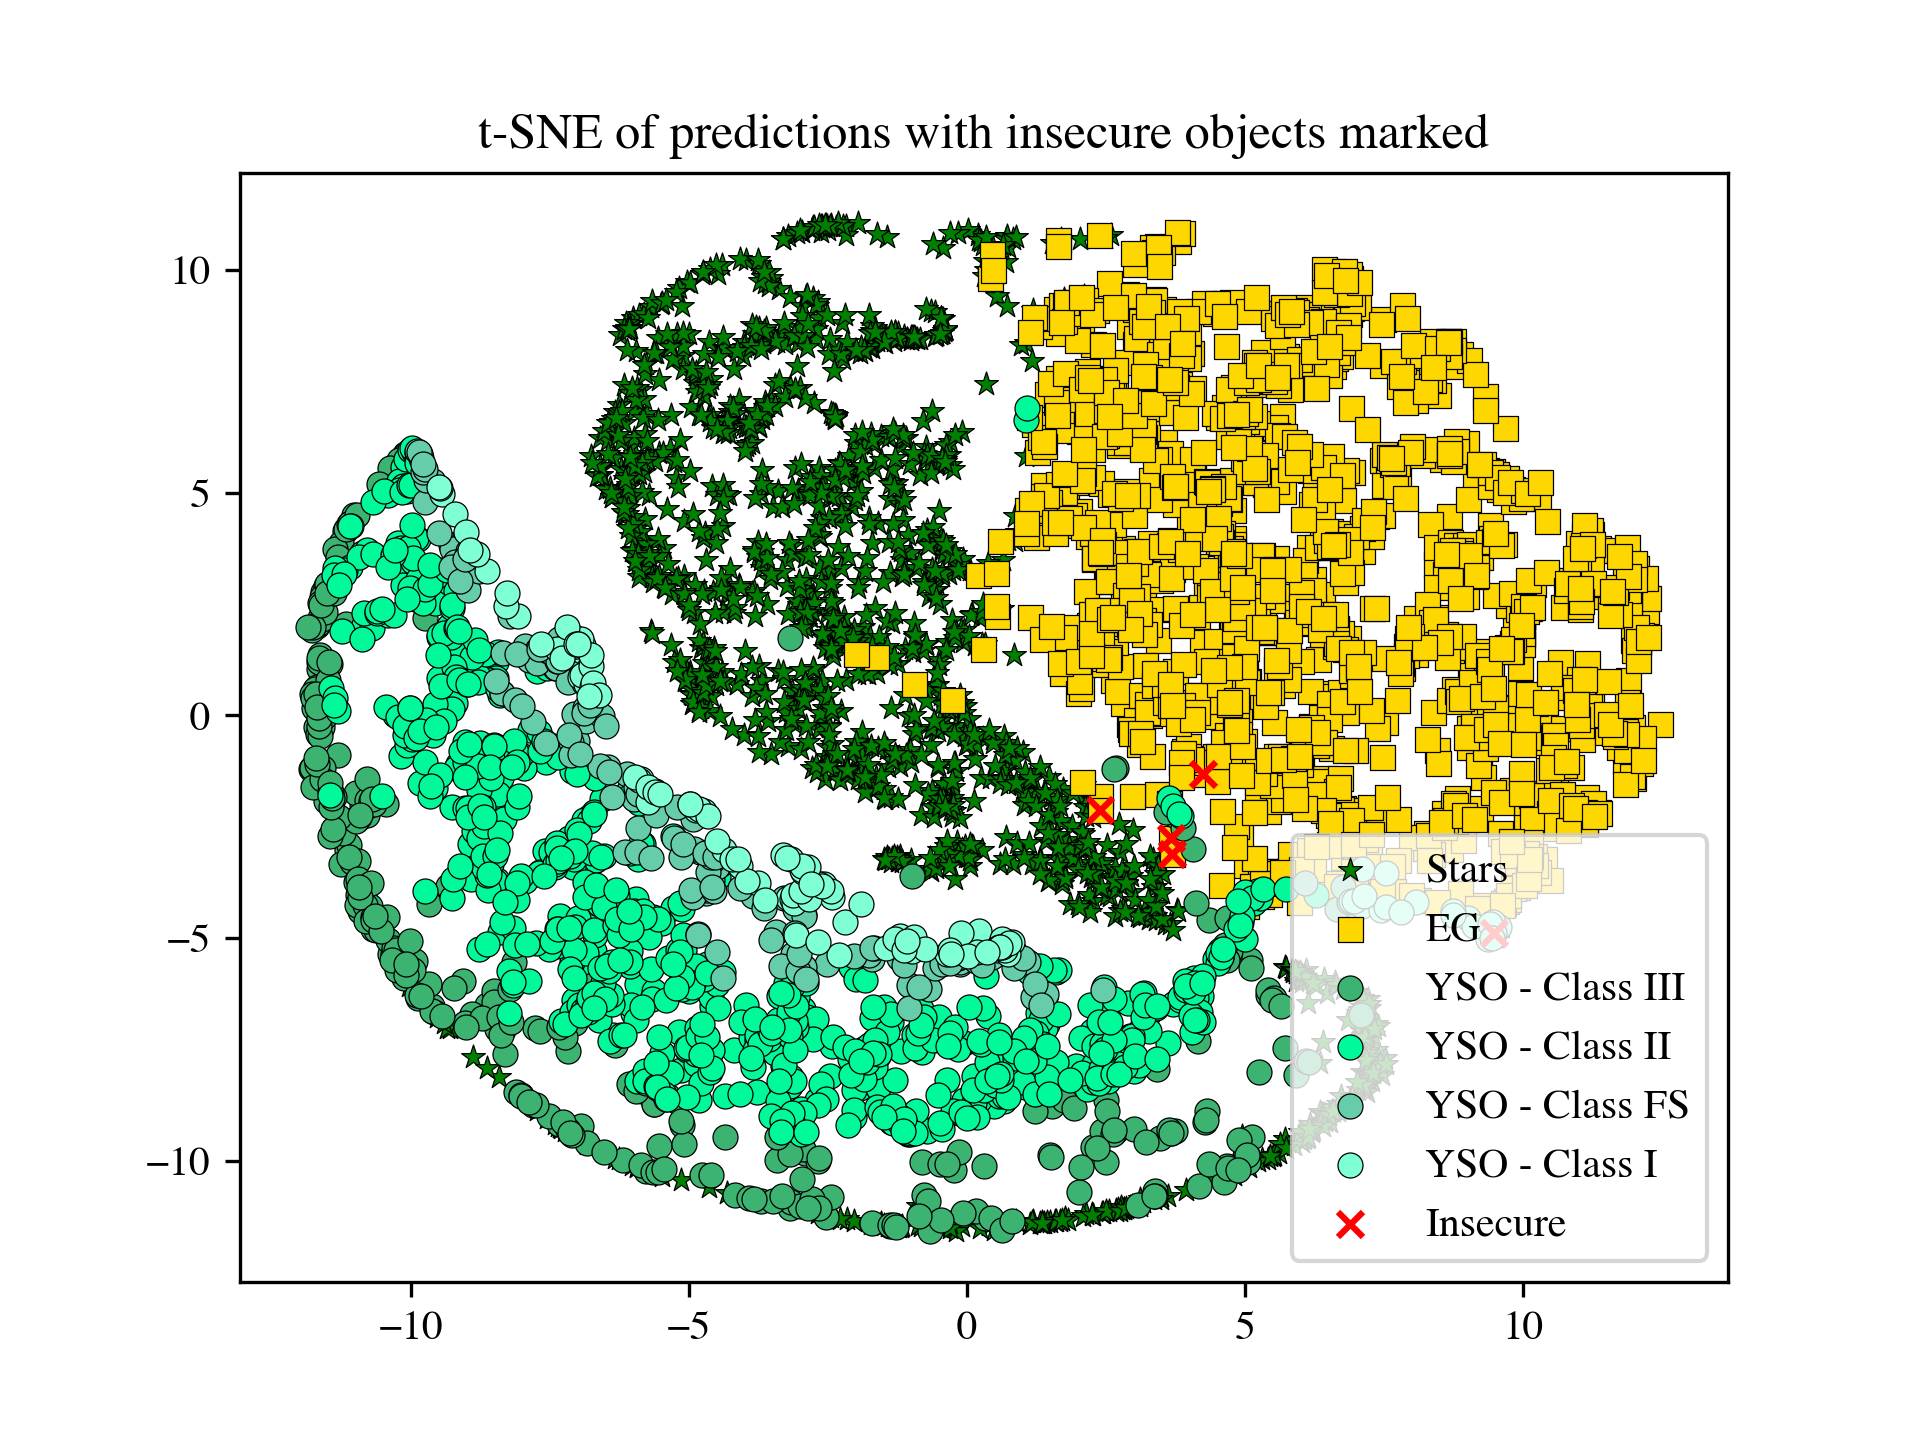 t-SNE of predictions with insecure objects marked
10
5
0
−5
−10
−10
−5
0
5
10
Stars
EG
YSO - Class III
YSO - Class II
YSO - Class FS
YSO - Class I
Insecure